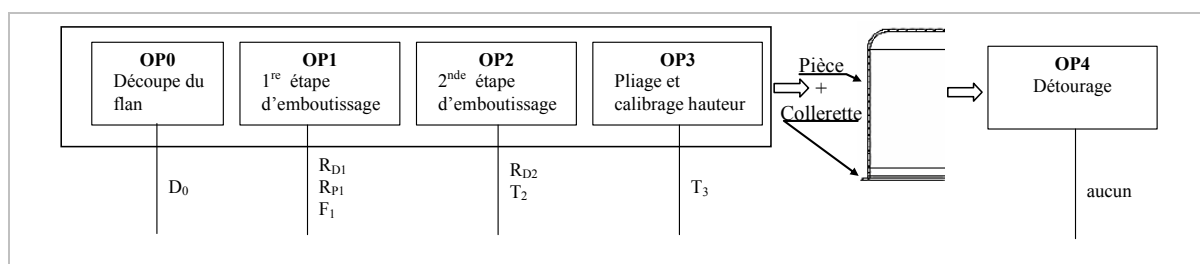 OP0
Découpe du
flan
OP1
1re étape
d’emboutissage
OP2
2nde étape
d’emboutissage
OP3
Pliage et
calibrage hauteur
Pièce
+
Collerette
OP4
Détourage
D0
RD1
RP1
F1
RD2
T2
T3
aucun